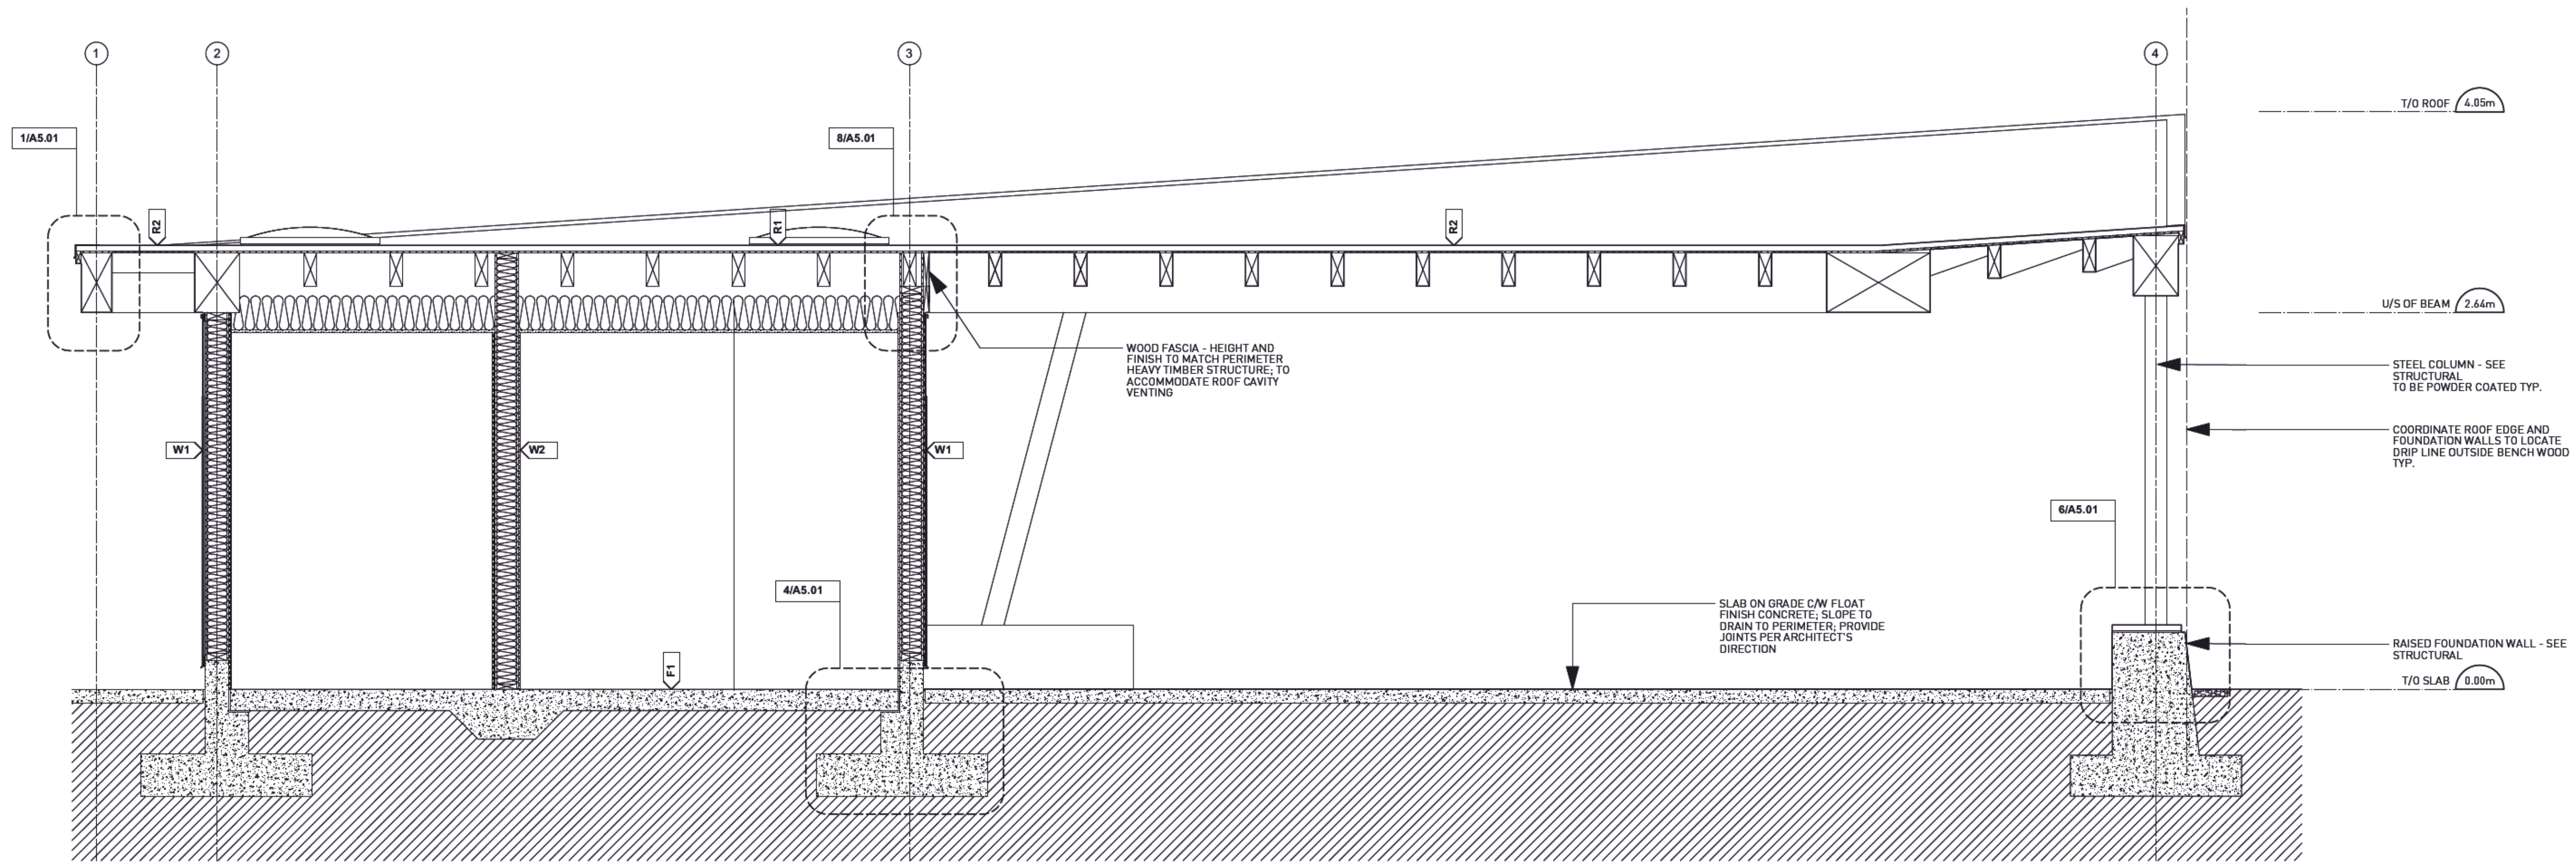 1
2
3
4
T/O ROOF 4.05m
1/A5.01
8/A5.01
R2
R1
R2
U/S OF BEAM 2.64m
WOOD FASCIA - HEIGHT AND
FINISH TO MATCH PERIMETER
HEAVY TIMBER STRUCTURE; TO
ACCOMMODATE ROOF CAVITY
VENTING
STEEL COLUMN - SEE
STRUCTURAL
TO BE POWDER COATED TYP.
COORDINATE ROOF EDGE AND
FOUNDATION WALLS TO LOCATE
DRIP LINE OUTSIDE BENCH WOOD
TYP.
W1
W2
W1
6/A5.01
4/A5.01
SLAB ON GRADE C/W FLOAT
FINISH CONCRETE; SLOPE TO
DRAIN TO PERIMETER; PROVIDE
JOINTS PER ARCHITECT'S
DIRECTION
RAISED FOUNDATION WALL - SEE
STRUCTURAL
F1
T/O SLAB 0.00m